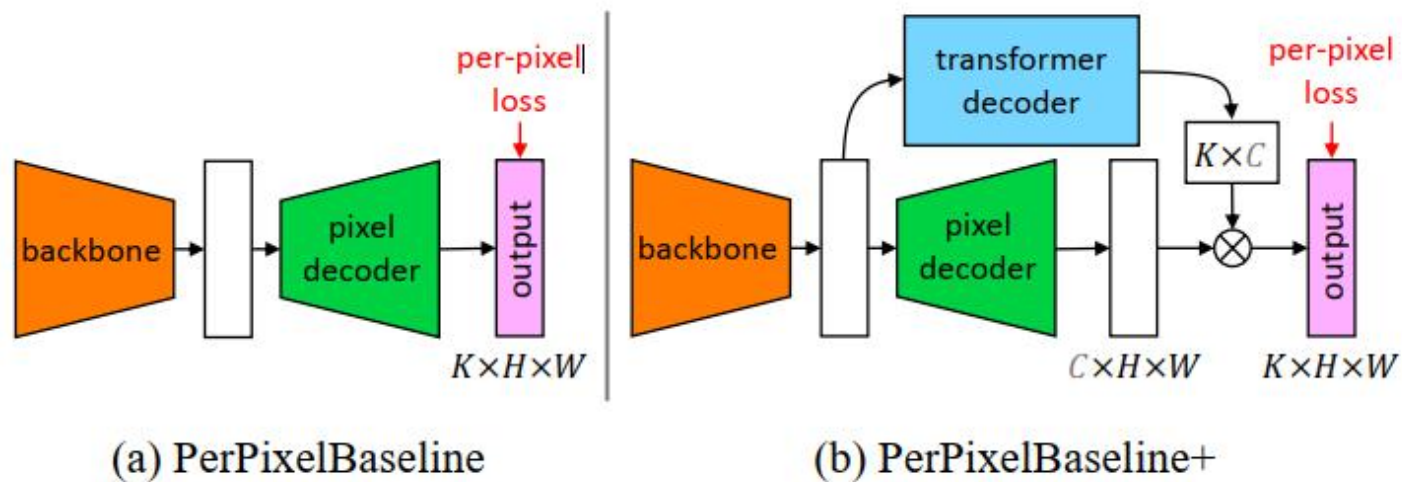 per-pixel
loss
backbone
pixel
decoder
output
K×H×W
(a) PerPixelBaseline
transformer
decoder
per-pixel
loss
K×C
backbone
pixel
decoder
output
C×H×W
K×H×W
(b) PerPixelBaseline+